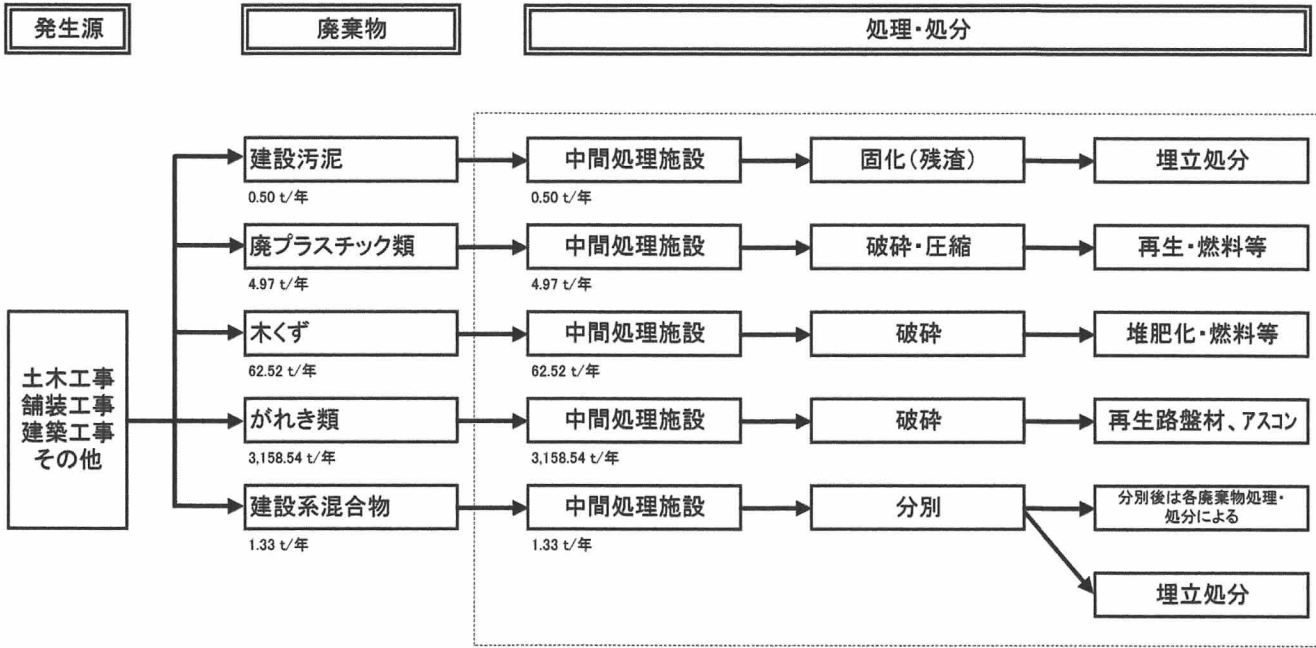 発生源
廃棄物
処理・処分
土木工事
舗装工事
建築工事
その他
建設汚泥
0.50 t/年
中間処理施設
0.50 t/年
固化(残渣)
埋立処分
廃プラスチック類
4.97 t/年
中間処理施設
4.97 t/年
破砕・圧縮
再生・燃料等
木くず
62.52 t/年
中間処理施設
62.52 t/年
破砕
堆肥化・燃料等
がれき類
3,158.54 t/年
中間処理施設
3,158.54 t/年
破砕
再生路盤材、アスコン
建設系混合物
1.33 t/年
中間処理施設
1.33 t/年
分別
分別後は各廃棄物処理・
処分による
埋立処分